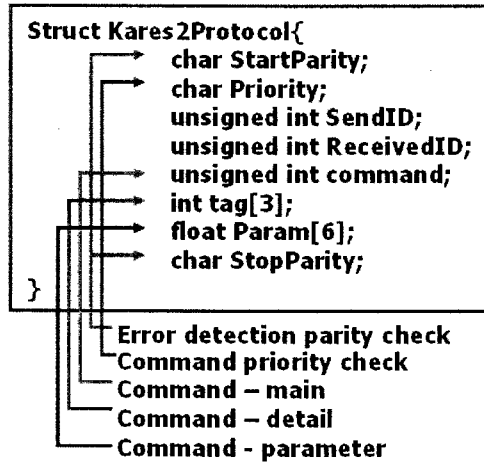 Struct Kares2Protocol{
char StartParity;
char Priority;
unsigned int SendID;
unsigned int ReceivedID;
unsigned int command;
int tag[3];
float Param[6];
char StopParity;
}
Error detection parity check
Command priority check
Command – main
Command – detail
Command - parameter